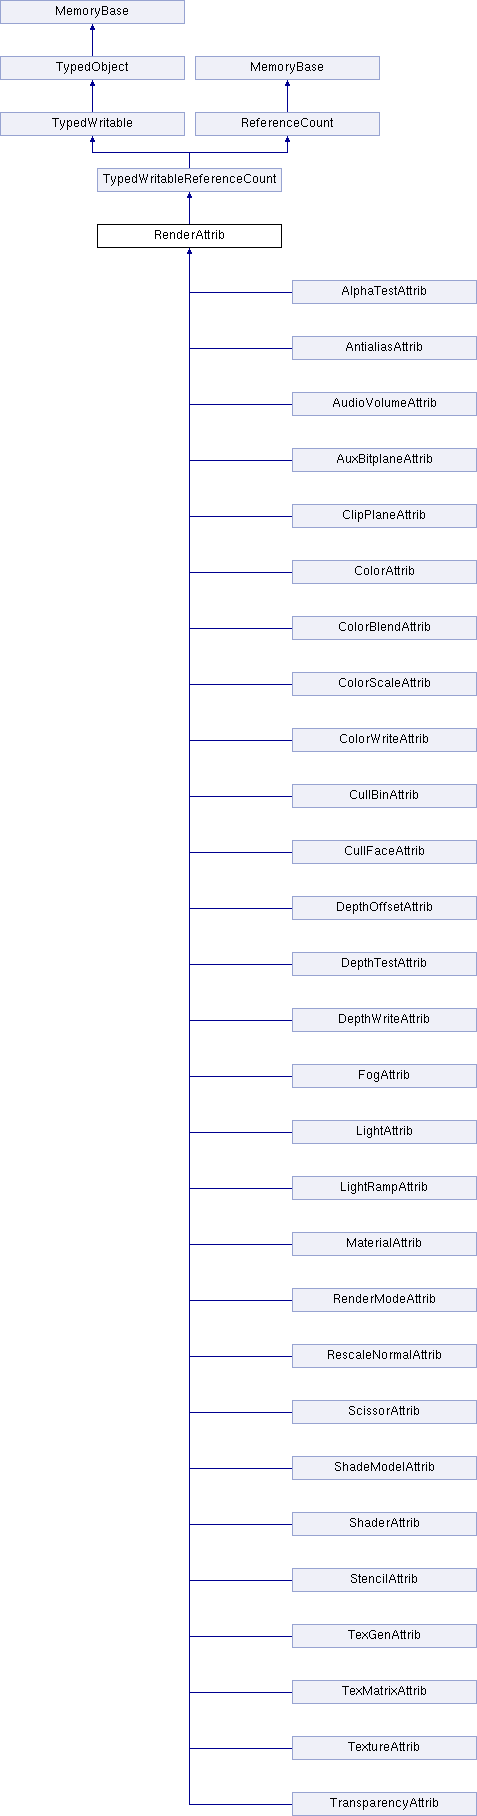 MemoryBase
TypedObject
MemoryBase
TypedWritable
ReferenceCount
TypedWritableReferenceCount
RenderAttrib
AlphaTestAttrib
AntialiasAttrib
AudioVolumeAttrib
AuxBitplaneAttrib
ClipPlaneAttrib
ColorAttrib
ColorBlendAttrib
ColorScaleAttrib
ColorWriteAttrib
CullBinAttrib
CullFaceAttrib
DepthOffsetAttrib
DepthTestAttrib
DepthWriteAttrib
FogAttrib
LightAttrib
LightRampAttrib
MaterialAttrib
RenderModeAttrib
RescaleNormalAttrib
ScissorAttrib
ShadeModelAttrib
ShaderAttrib
StencilAttrib
TexGenAttrib
TexMatrixAttrib
TextureAttrib
TransparencyAttrib